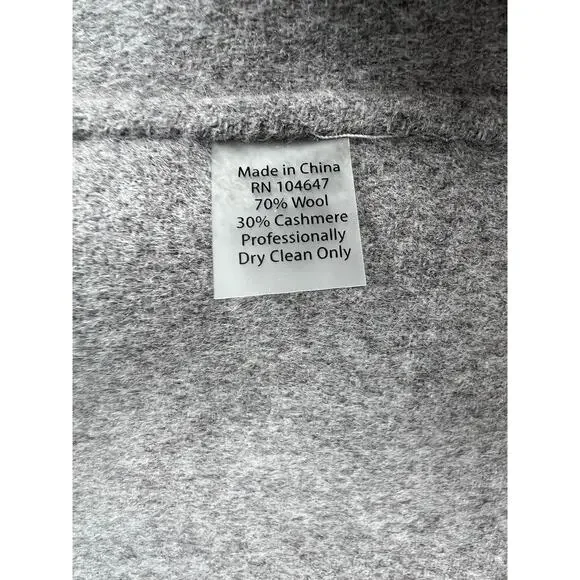 Made in China
RN 104647
70% Wool
30% Cashmere
Professionally
Dry Clean Only